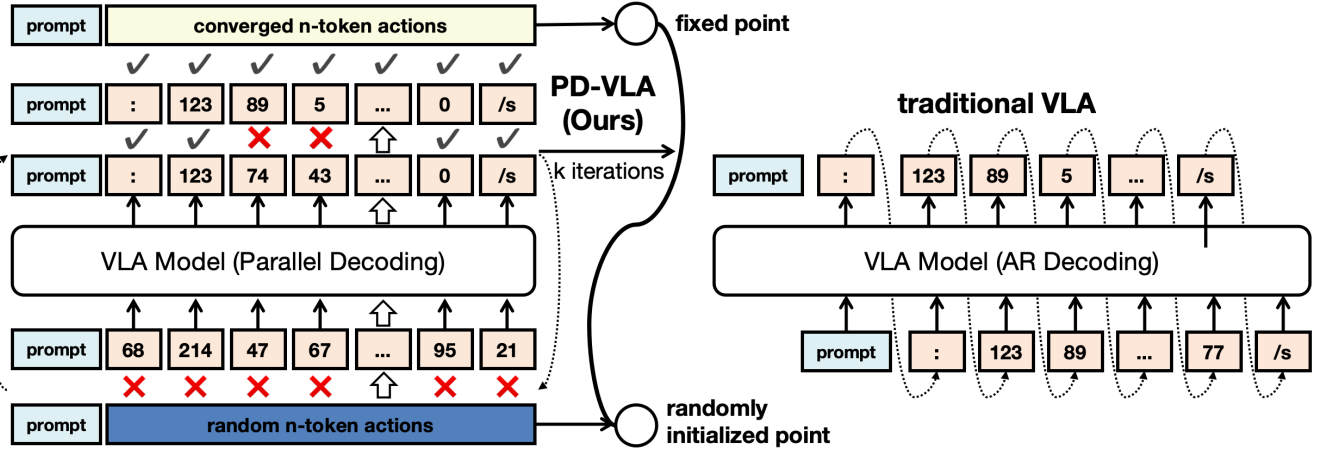 prompt converged n-token actions
fixed point
prompt : 123 89 5 ... 0 /s
PD-VLA
(Ours)
prompt : 123 74 43 ... 0 /s
k iterations
VLA Model (Parallel Decoding)
prompt 68 214 47 67 ... 95 21
prompt random n-token actions
randomly
initialized point
traditional VLA
prompt : 123 89 5 ... /s
VLA Model (AR Decoding)
prompt : 123 89 ... 77 /s